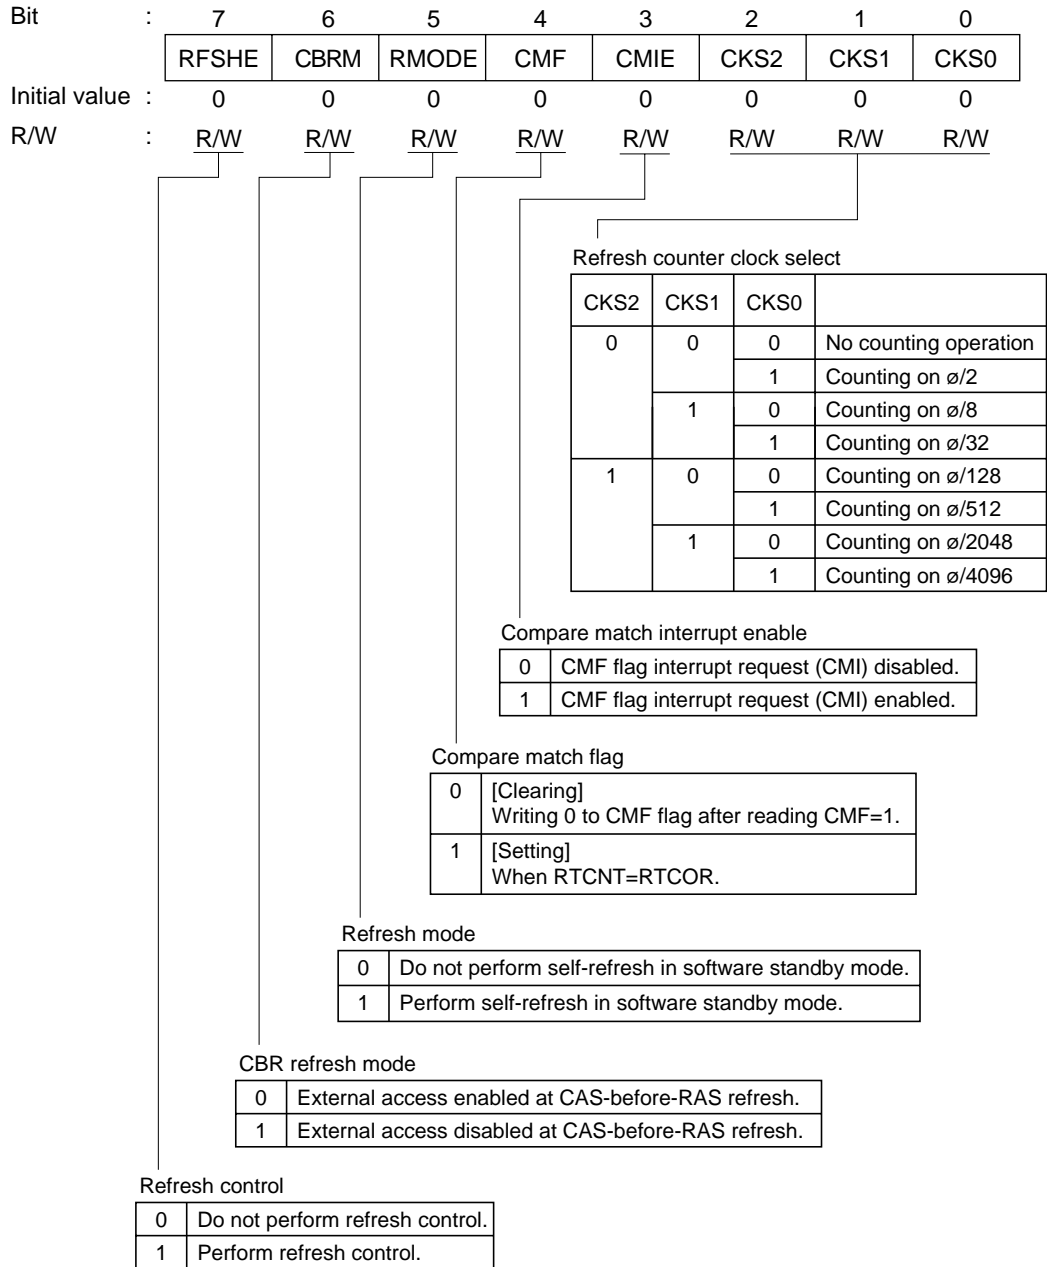 Bit : 7 6 5 4 3 2 1 0
RFSHE CBRM RMODE CMF CMIE CKS2 CKS1 CKS0
Initial value : 0 0 0 0 0 0 0 0
R/W : R/W R/W R/W R/W R/W R/W R/W R/W
Refresh counter clock select
CKS2 CKS1 CKS0
0 0 0 No counting operation
1 Counting on ø/2
1 0 Counting on ø/8
1 Counting on ø/32
1 0 0 Counting on ø/128
1 Counting on ø/512
1 0 Counting on ø/2048
1 Counting on ø/4096
Compare match interrupt enable
0 CMF flag interrupt request (CMI) disabled.
1 CMF flag interrupt request (CMI) enabled.
Compare match flag
0 [Clearing]
Writing 0 to CMF flag after reading CMF=1.
1 [Setting]
When RTCNT=RTCOR.
Refresh mode
0 Do not perform self-refresh in software standby mode.
1 Perform self-refresh in software standby mode.
CBR refresh mode
0 External access enabled at CAS-before-RAS refresh.
1 External access disabled at CAS-before-RAS refresh.
Refresh control
0 Do not perform refresh control.
1 Perform refresh control.